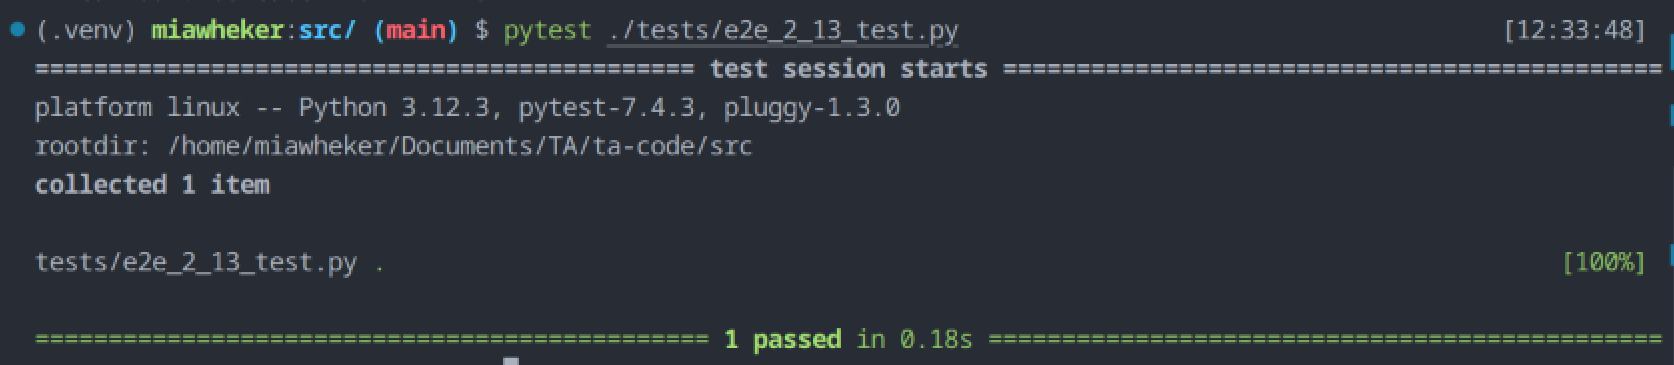 (.venv) miawheker:src/ (main) $ pytest ./tests/e2e_2_13_test.py [12:33:48]
============================================= test session starts =============================================
platform linux -- Python 3.12.3, pytest-7.4.3, pluggy-1.3.0
rootdir: /home/miawheker/Documents/TA/ta-code/src
collected 1 item
tests/e2e_2_13_test.py . [100%]
============================================== 1 passed in 0.18s ==============================================